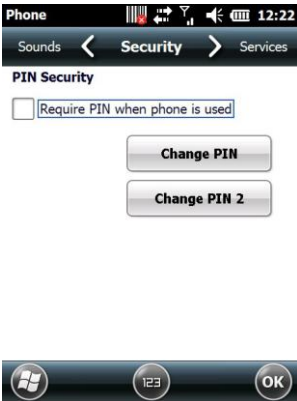 Phone 12:22
Sounds Security Services
PIN Security
Require PIN when phone is used
Change PIN
Change PIN 2
123 OK